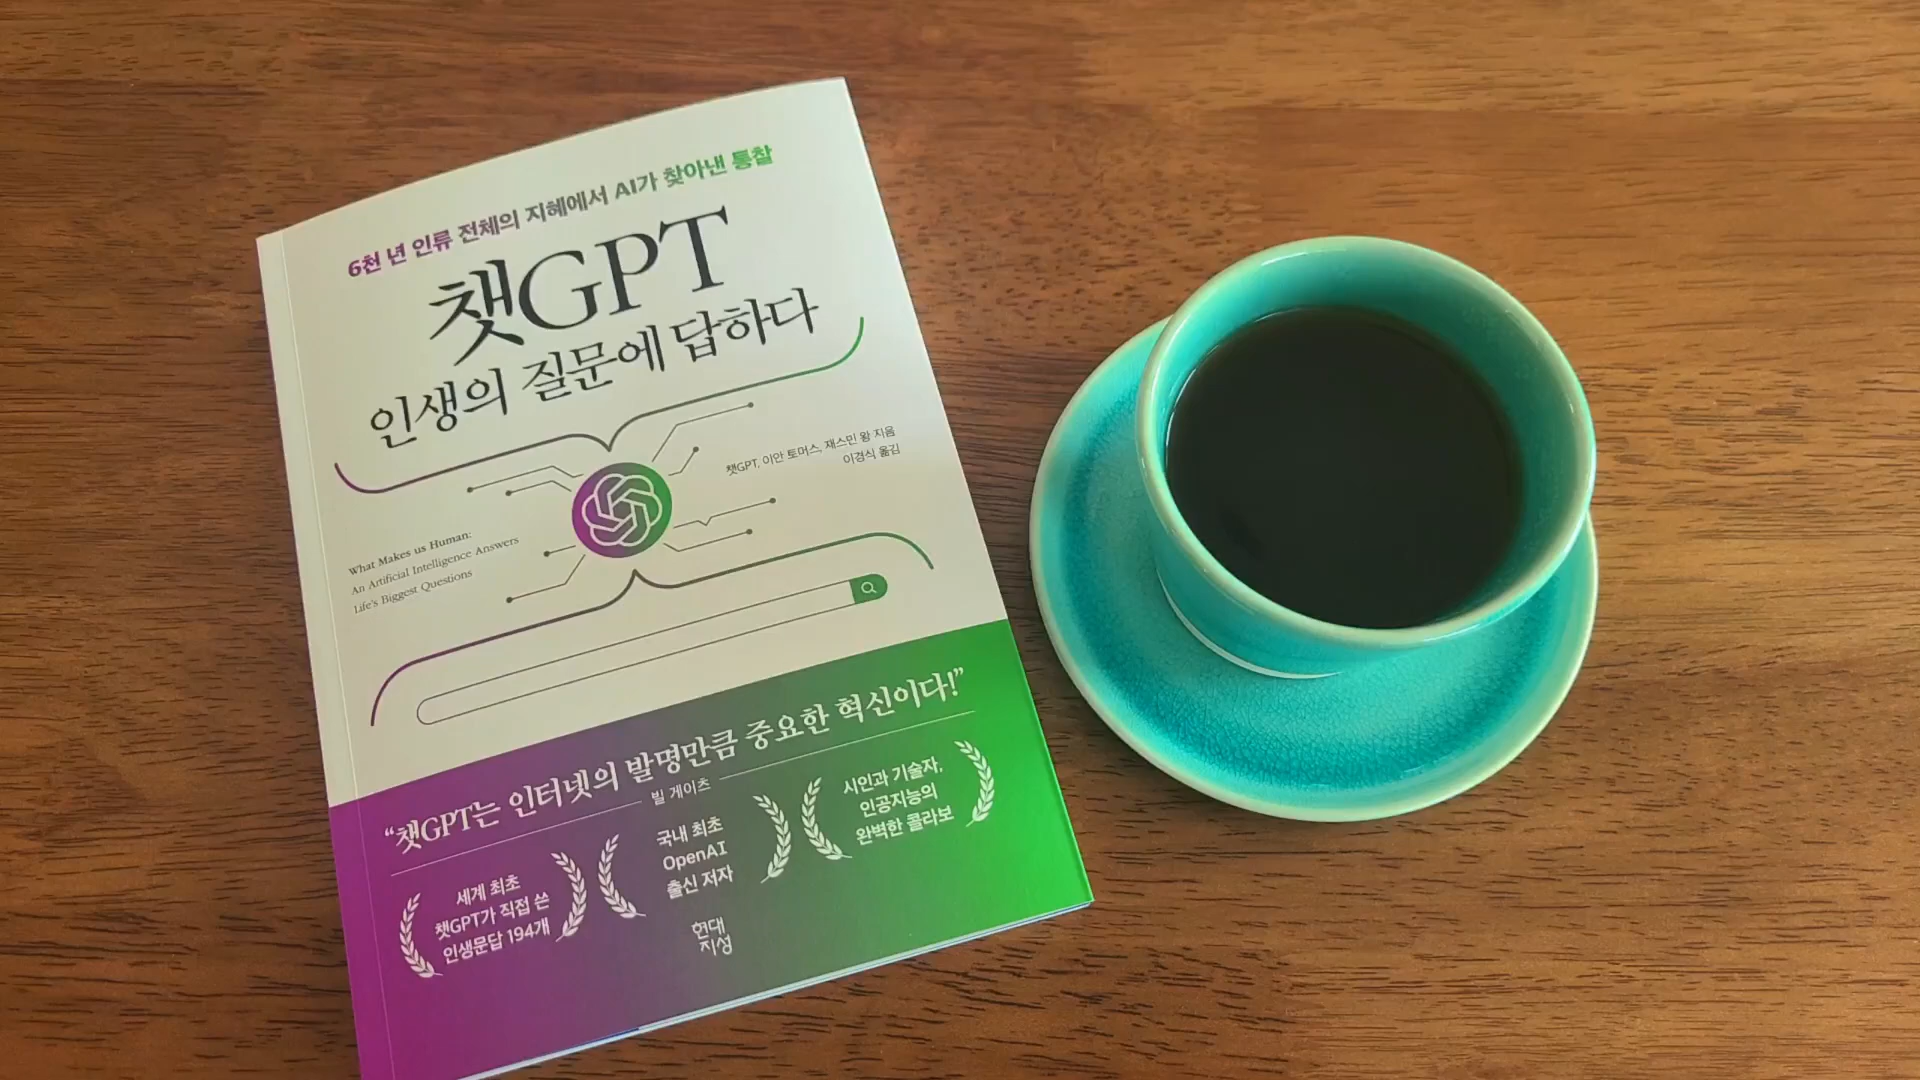 6천 년 인류 전체의 지혜에서 AI가 찾아낸 통찰
챗GPT
인생의 질문에 답하다
챗GPT, 이안 토머스, 재스민 왕 지음
이경식 옮김
What Makes us Human:
An Artificial Intelligence Answers
Life's Biggest Questions
“챗GPT는 인터넷의 발명만큼 중요한 혁신이다!”
빌 게이츠
세계 최초
챗GPT가 직접 쓴
인생문답 194개
국내 최초
OpenAI
출신 저자
시인과 기술자,
인공지능의
완벽한 콜라보
현대
지성